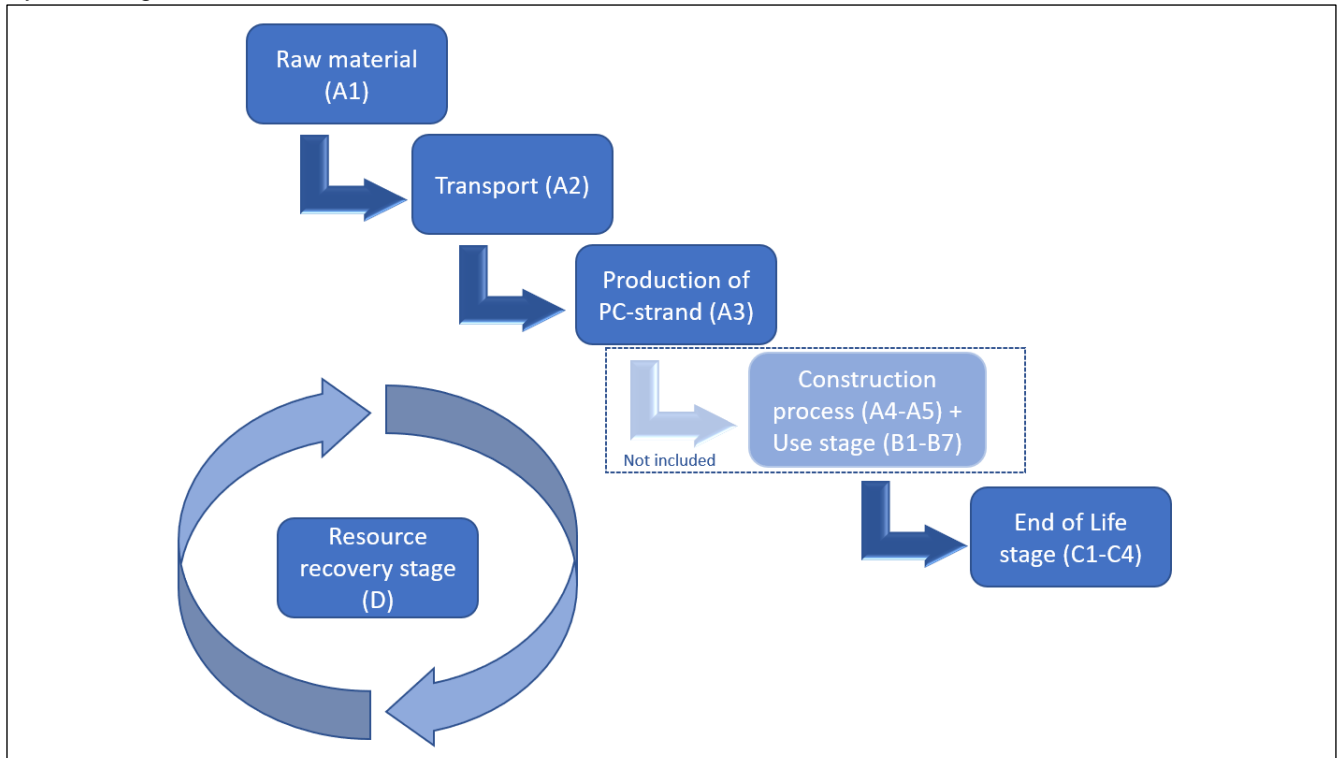 Raw material
(A1)
Transport (A2)
Production of
PC-strand (A3)
Construction
process (A4-A5) +
Use stage (B1-B7)
Not included
End of Life
stage (C1-C4)
Resource
recovery stage
(D)